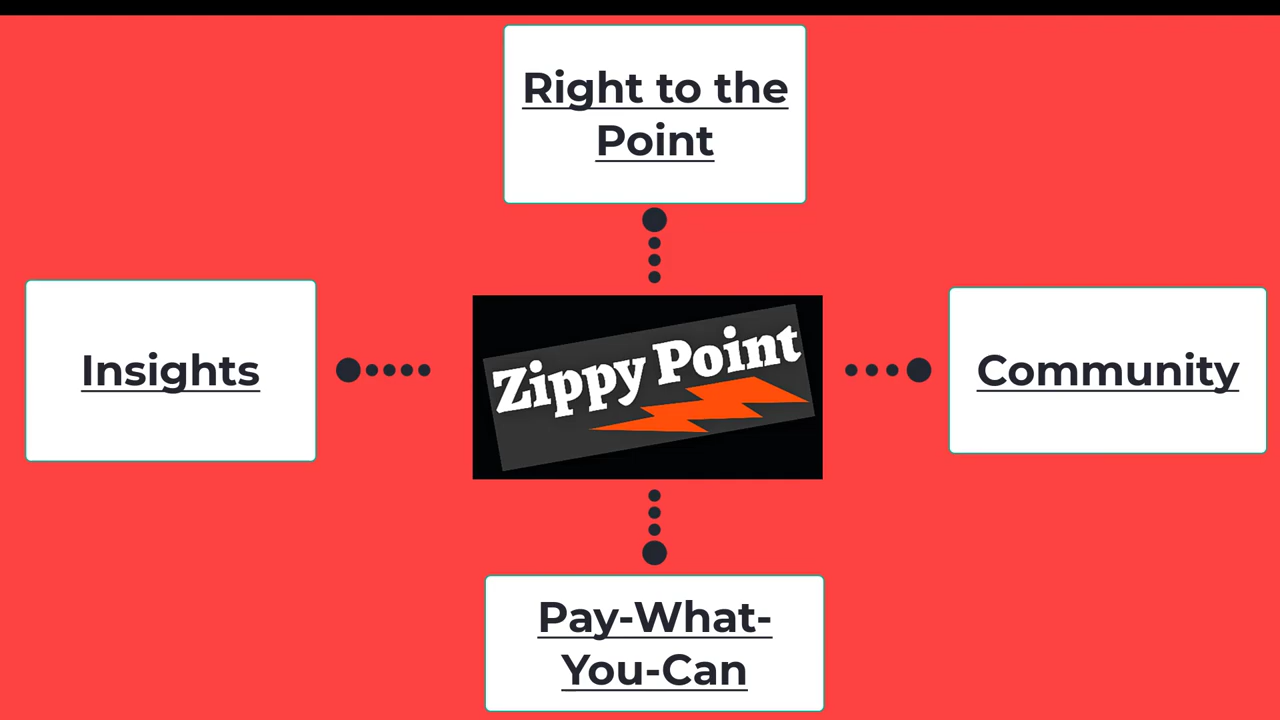 Right to the
Point
Insights
Zippy Point
Community
Pay-What-
You-Can